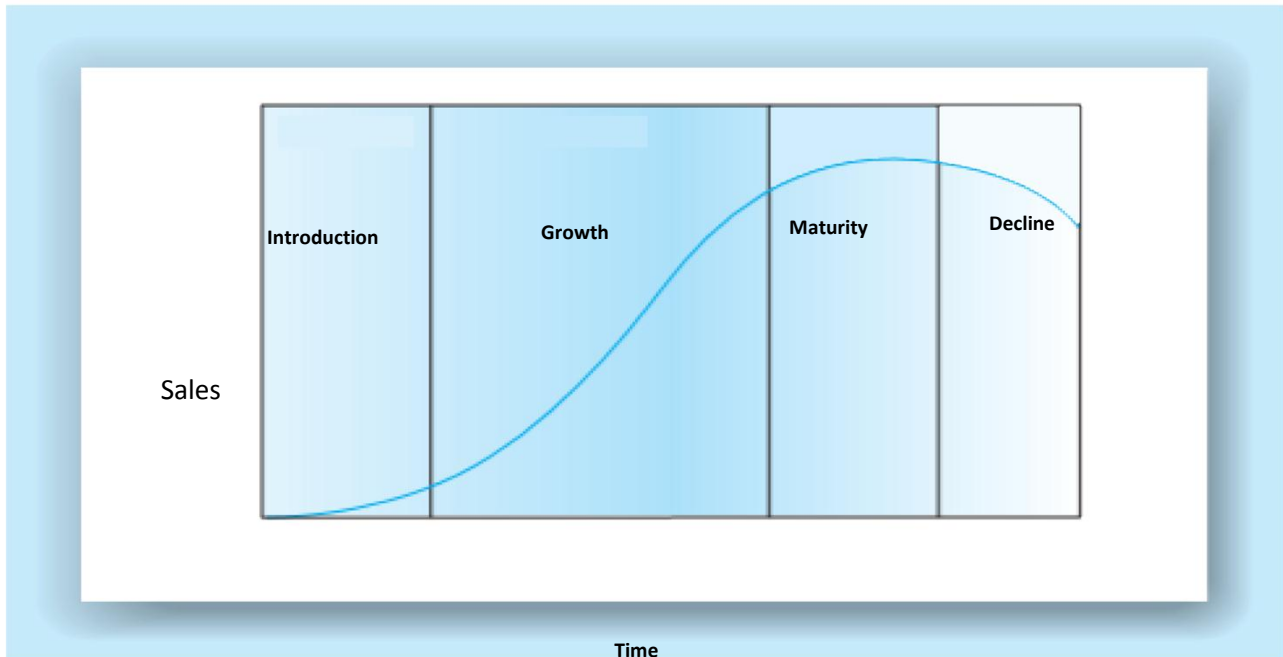 Introduction
Growth
Maturity
Decline
Sales
Time